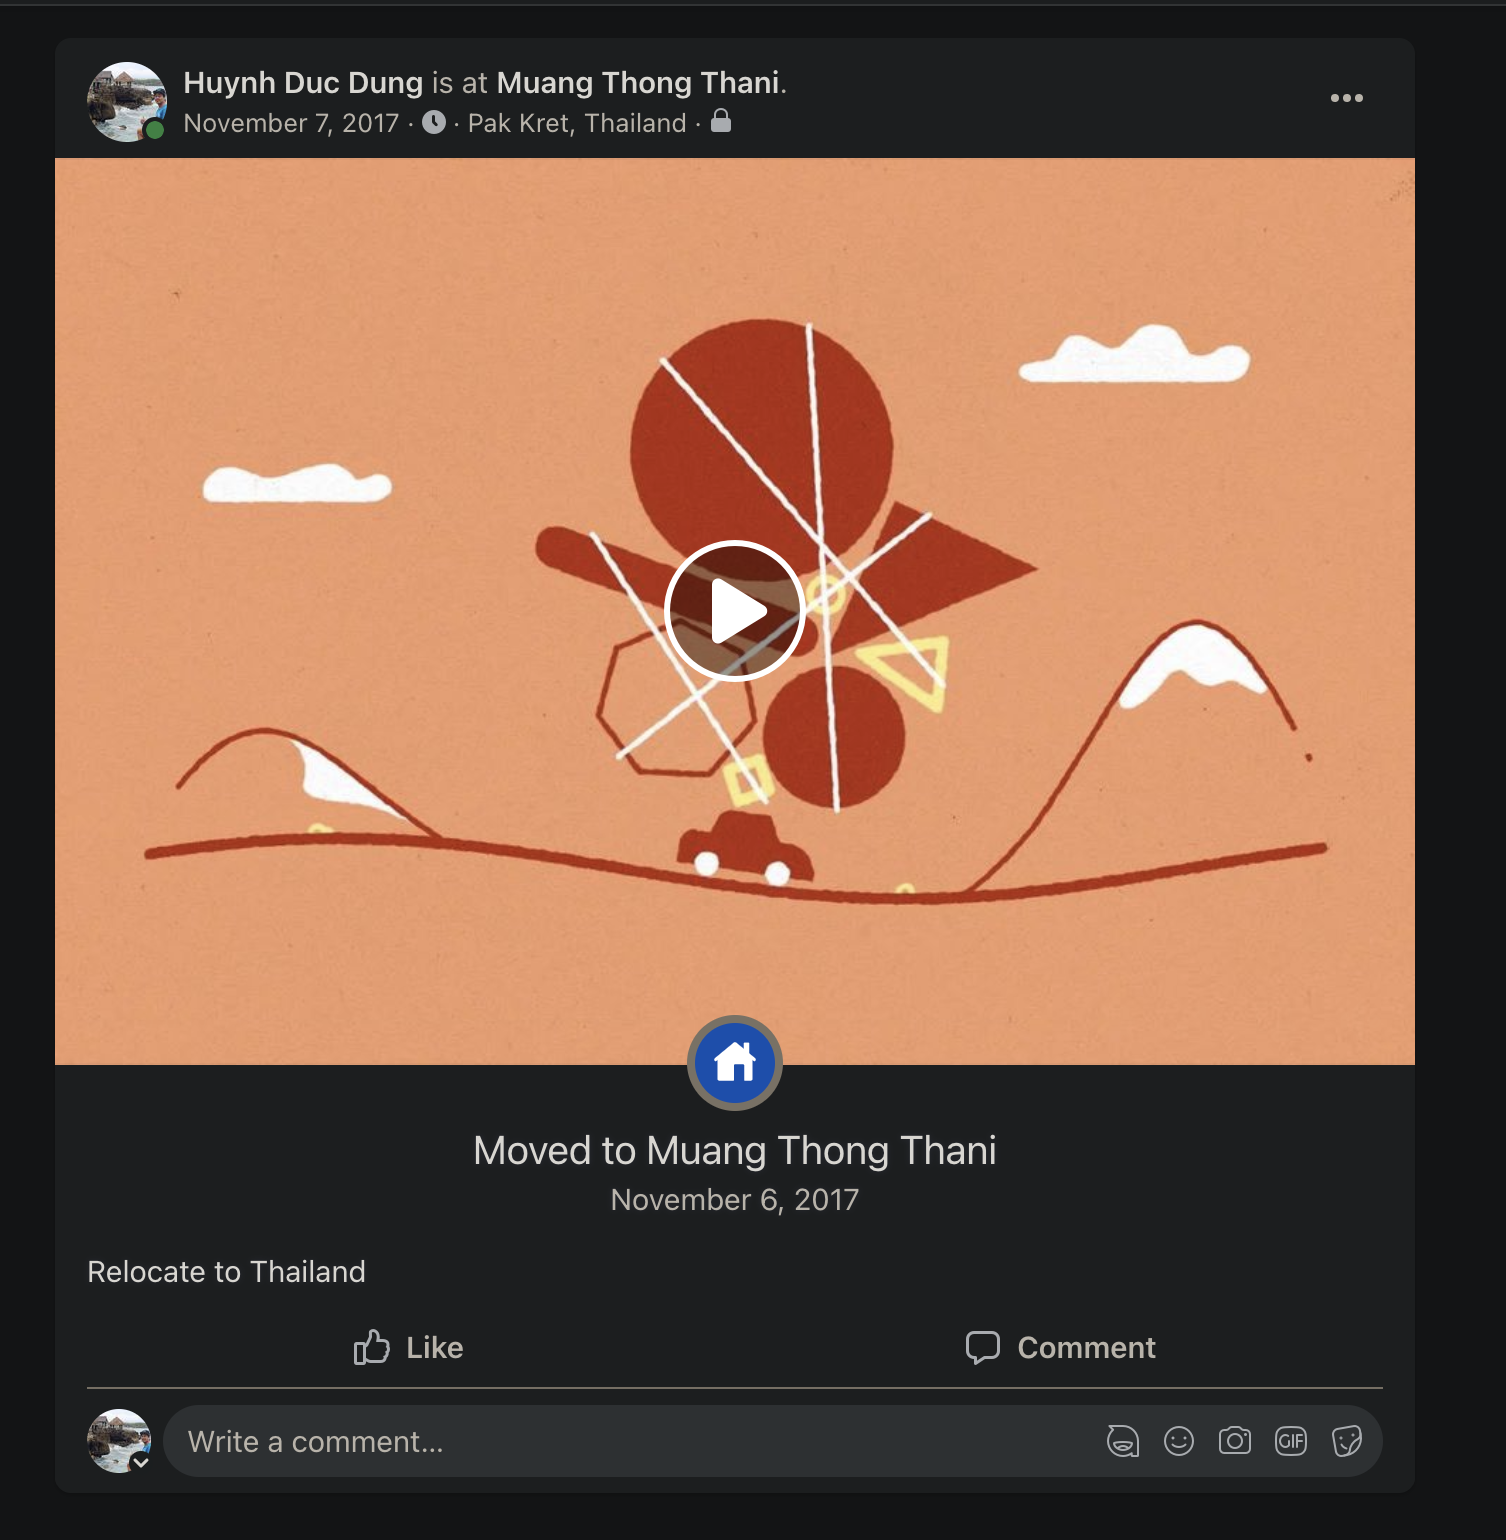 Huynh Duc Dung is at Muang Thong Thani.
November 7, 2017 · · Pak Kret, Thailand ·
Moved to Muang Thong Thani
November 6, 2017
Relocate to Thailand
Like
Comment
Write a comment...
GIF